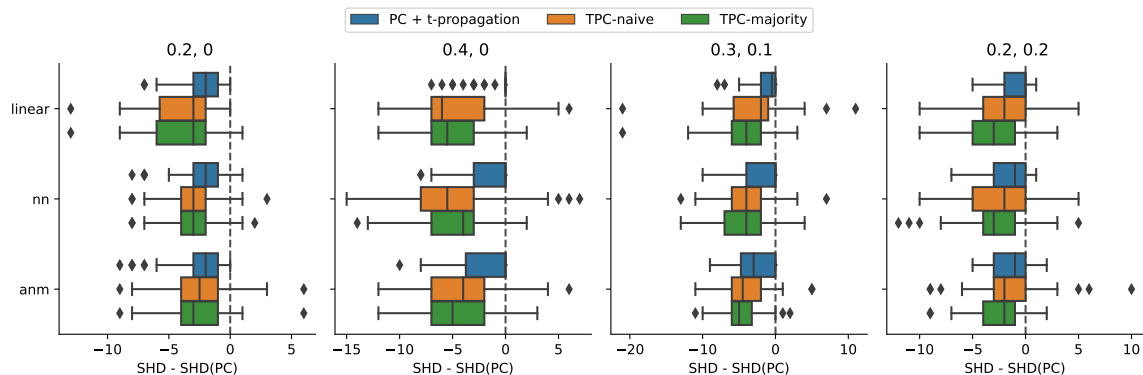 PC + t-propagation TPC-naive TPC-majority
0.2, 0 0.4, 0 0.3, 0.1 0.2, 0.2
linear
nn
anm
−10 −5 0 5 −15 −10 −5 0 5 −20 −10 0 10 −10 −5 0 5 10
SHD - SHD(PC) SHD - SHD(PC) SHD - SHD(PC) SHD - SHD(PC)